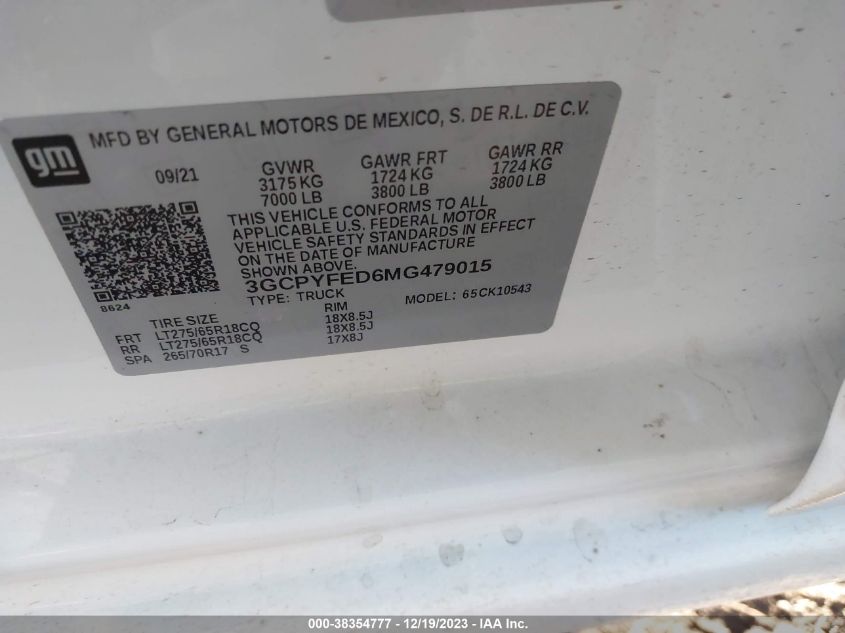 gm
MFD BY GENERAL MOTORS DE MEXICO, S. DE R.L. DE C.V.
09/21 GVWR GAWR FRT GAWR RR
3175 KG 1724 KG 1724 KG
7000 LB 3800 LB 3800 LB
THIS VEHICLE CONFORMS TO ALL
APPLICABLE U.S. FEDERAL MOTOR
VEHICLE SAFETY STANDARDS IN EFFECT
ON THE DATE OF MANUFACTURE
SHOWN ABOVE.
3GCPYFED6MG479015
8624
TYPE: TRUCK MODEL: 65CK10543
TIRE SIZE RIM
FRT LT275/65R18CQ 18X8.5J
RR LT275/65R18CQ 18X8.5J
SPA 265/70R17 S 17X8J
000-38354777 - 12/19/2023 - IAA Inc.